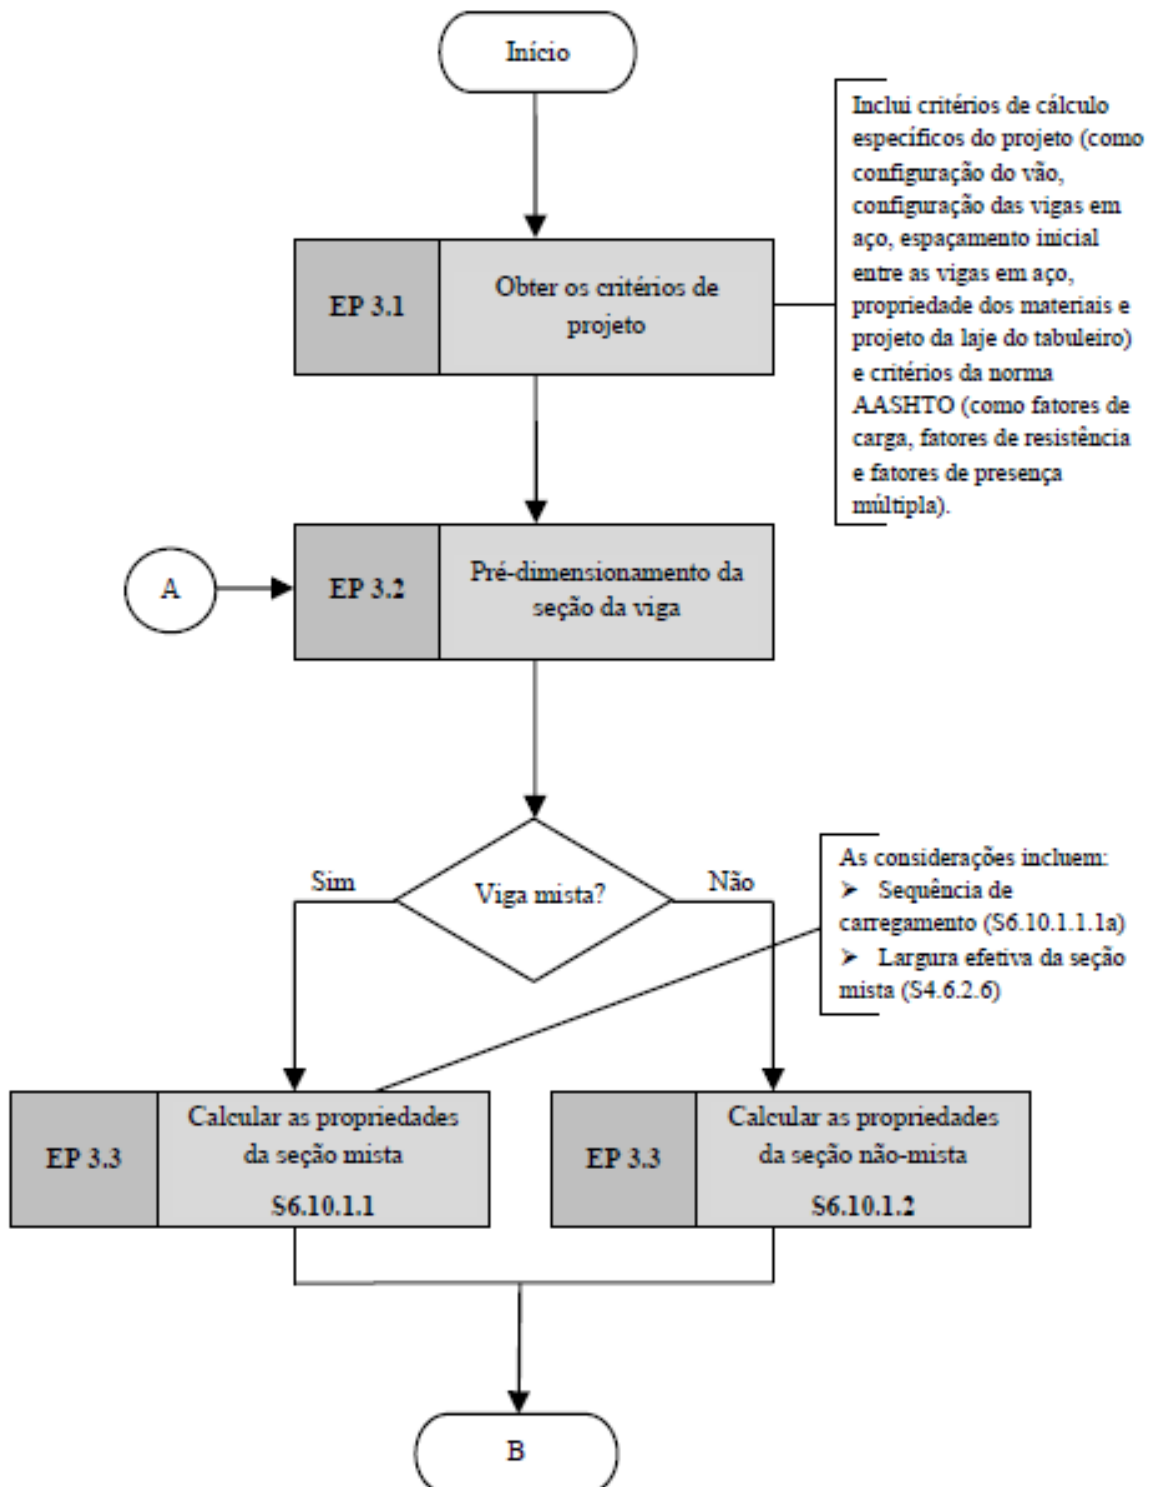 Início
Inclui critérios de cálculo
específicos do projeto (como
configuração do vão,
configuração das vigas em
aço, espaçamento inicial
entre as vigas em aço,
propriedade dos materiais e
projeto da laje do tabuleiro)
e critérios da norma
AASHTO (como fatores de
carga, fatores de resistência
e fatores de presença
múltipla).
EP 3.1
Obter os critérios de
projeto
A
EP 3.2
Pré-dimensionamento da
seção da viga
Sim
Viga mista?
Não
As considerações incluem:
➢ Sequência de
carregamento (S6.10.1.1.1a)
➢ Largura efetiva da seção
mista (S4.6.2.6)
EP 3.3
Calcular as propriedades
da seção mista
S6.10.1.1
EP 3.3
Calcular as propriedades
da seção não-mista
S6.10.1.2
B